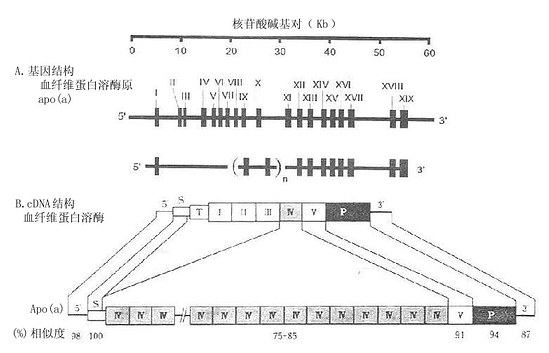 核苷酸碱基对 ( Kb )
0 10 20 30 40 50 60
A. 基因结构
血纤维蛋白溶酶原
apo(a)
I II III IV V VI VII VIII IX X XI XII XIII XIV XV XVI XVII XVIII XIX
5' 3'
5' ( ) n 3'
B. cDNA结构
血纤维蛋白溶酶
5' S T I II III IV V P 3'
Apo(a) 5' S IV IV IV IV IV IV IV IV IV IV IV IV IV V P 3'
(%) 相似度 98 100 75-85 91 94 87